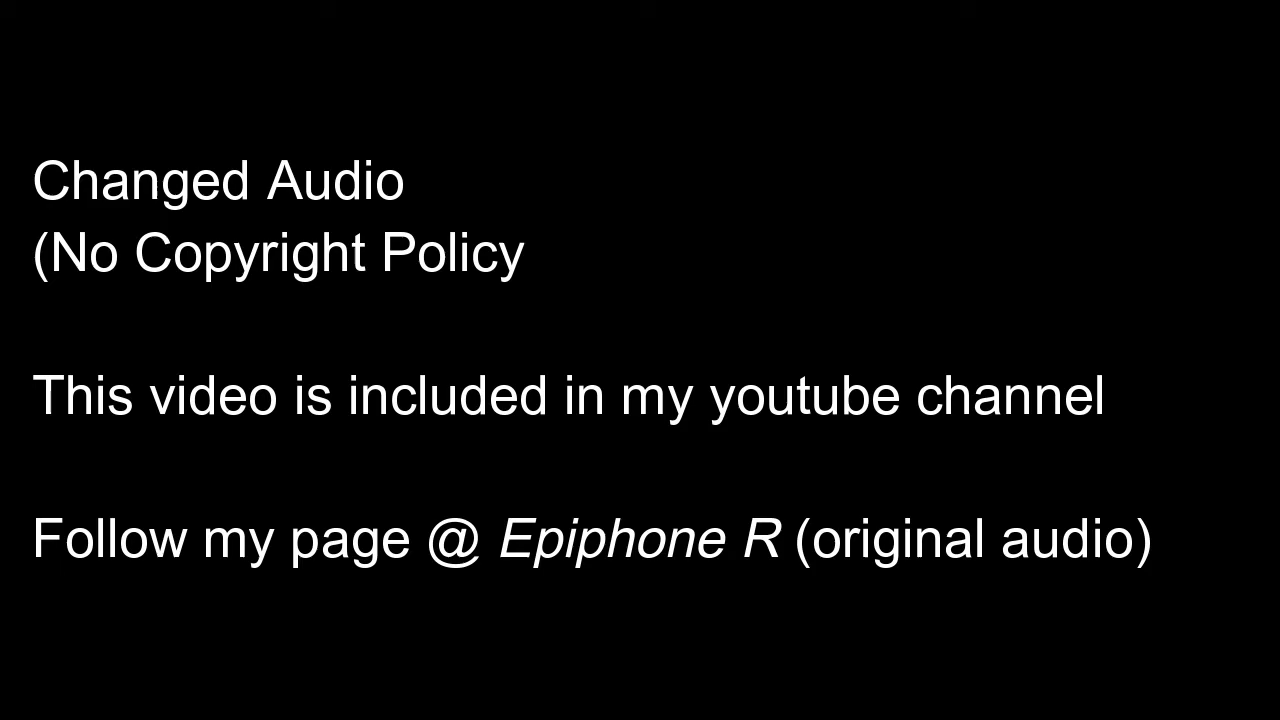 Changed Audio
(No Copyright Policy
This video is included in my youtube channel
Follow my page @ Epiphone R (original audio)